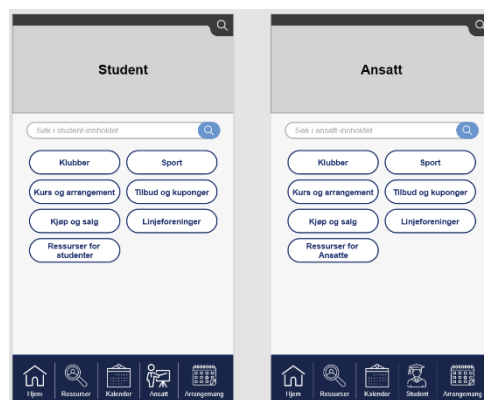 Student
Søk i student-innholdet
Klubber
Sport
Kurs og arrangement
Tilbud og kuponger
Kjøp og salg
Linjeforeninger
Ressurser for
studenter
Hjem
Ressurser
Kalender
Ansatt
Arrangemang
Ansatt
Søk i ansatt-innholdet
Klubber
Sport
Kurs og arrangement
Tilbud og kuponger
Kjøp og salg
Linjeforeninger
Ressurser for
Ansatte
Hjem
Ressurser
Kalender
Student
Arrangemang